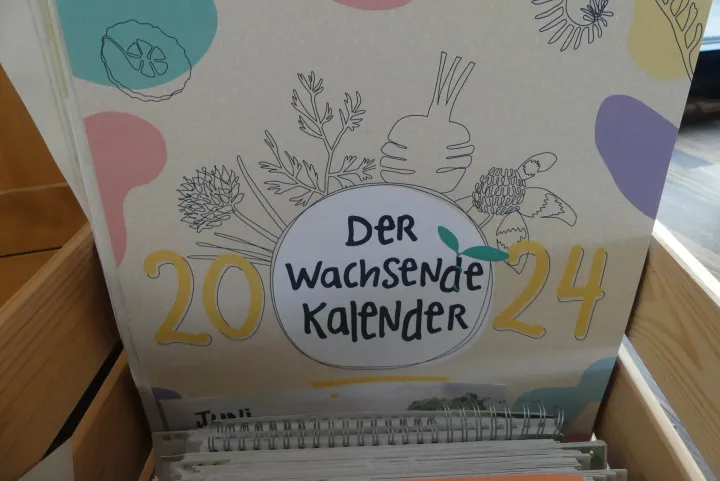 Der
wachsende
Kalender
2024
Juni